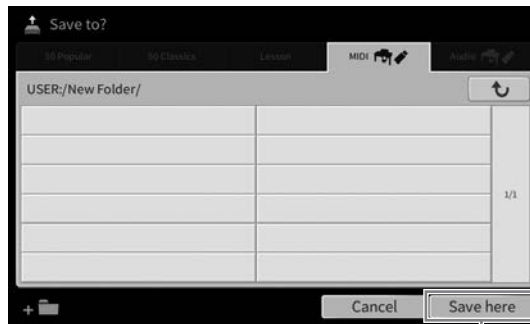 Save to?
50 Popular 50 Classics Lesson MIDI Audio
USER:/New Folder/
1/1
+ Cancel Save here